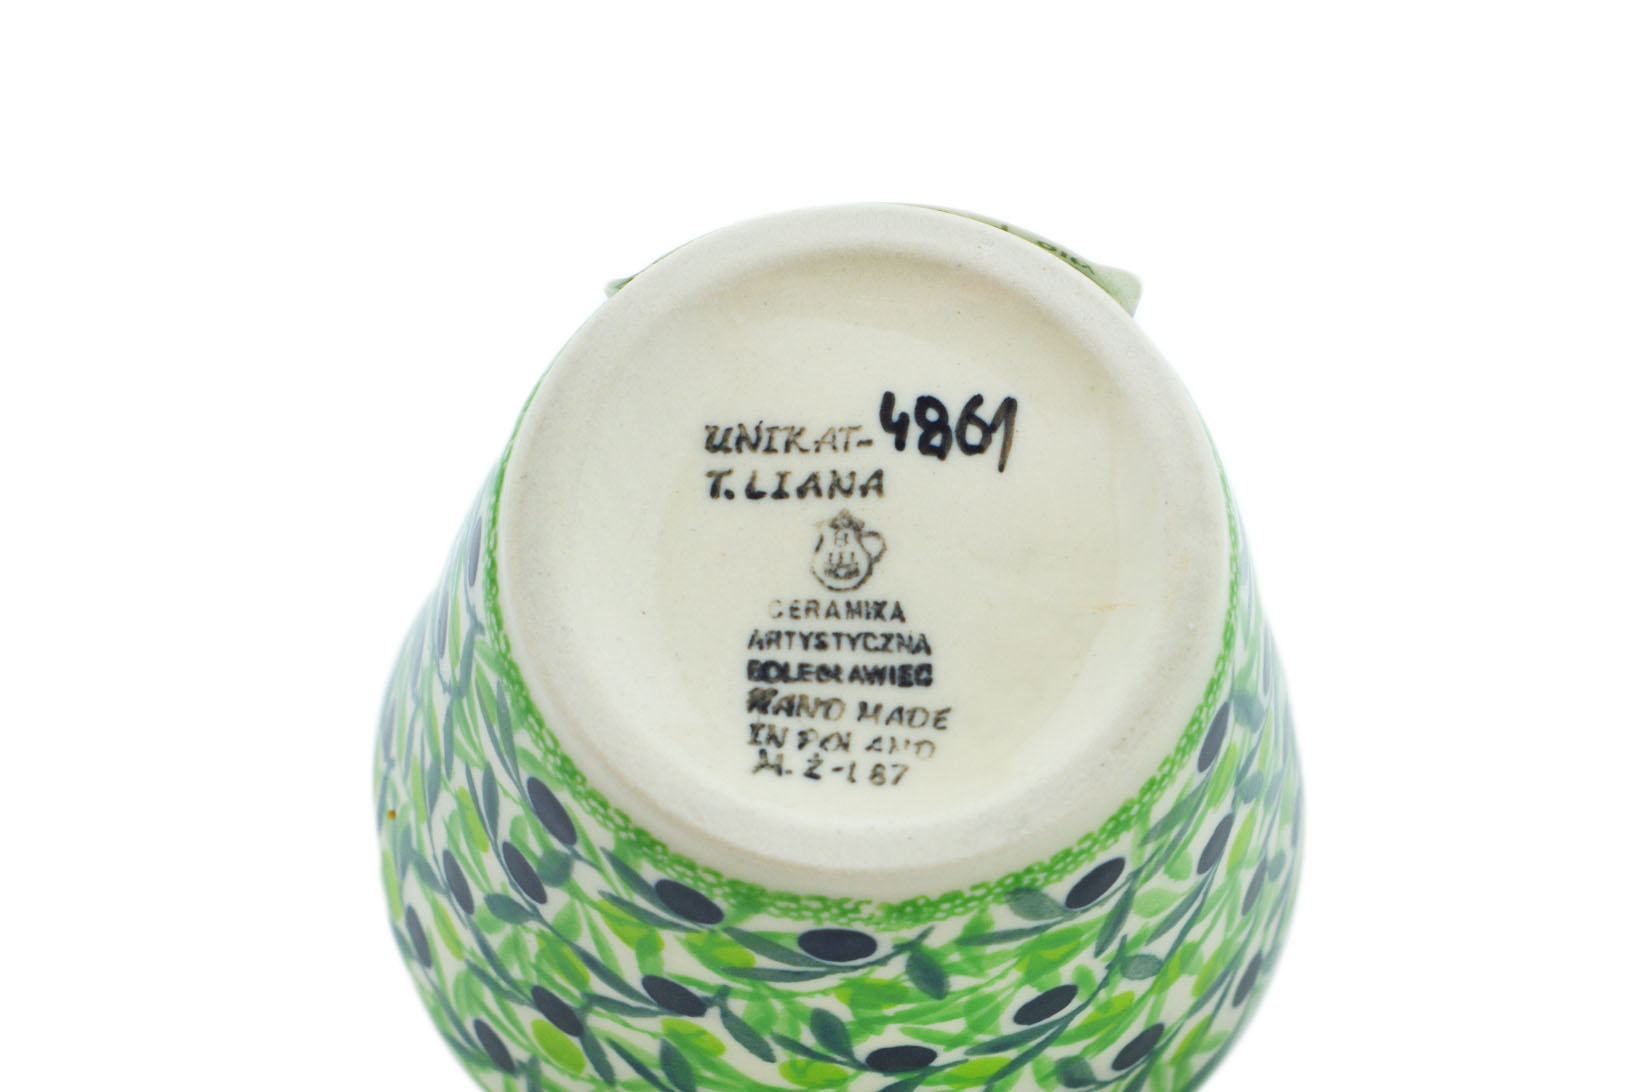 UNIKAT-4861
T. LIANA
CERAMIKA
ARTYSTYCZNA
BOLESŁAWIEC
HAND MADE
IN POLAND
M. Ż-187